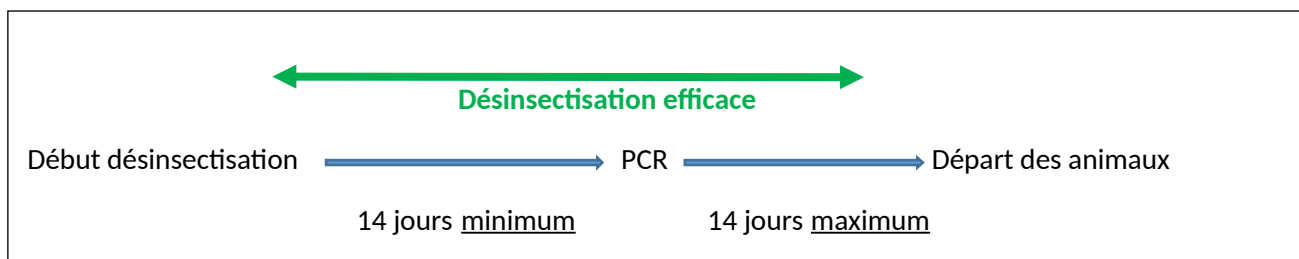 Désinsectisation efficace
Début désinsectisation PCR Départ des animaux
14 jours minimum 14 jours maximum